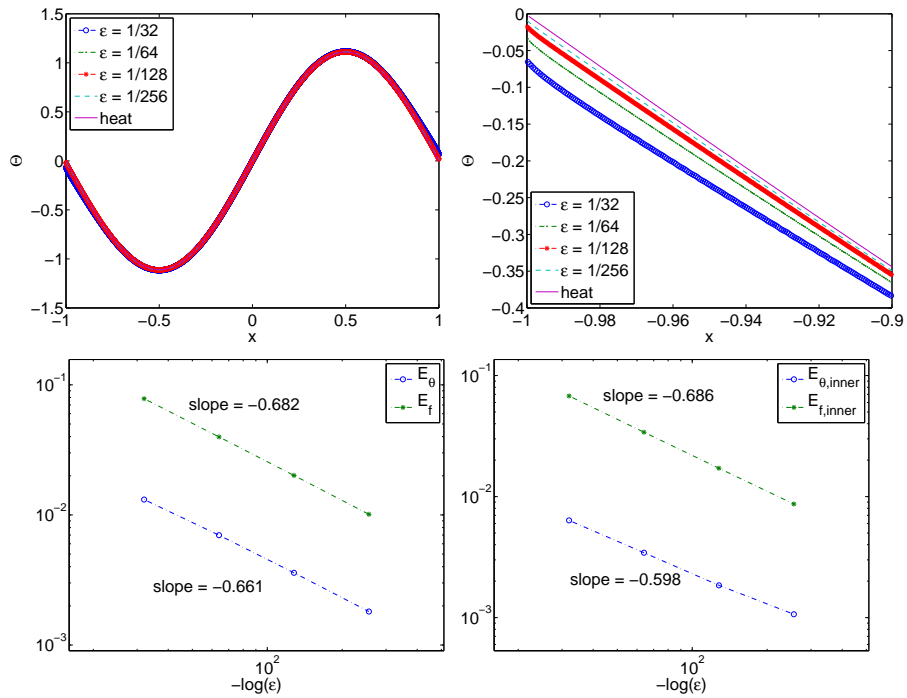 1.5
1
0.5
0
−0.5
−1
−1.5
Θ
ε = 1/32
ε = 1/64
ε = 1/128
ε = 1/256
heat
−1
−0.5
0
0.5
1
x
0
−0.05
−0.1
−0.15
−0.2
−0.25
−0.3
−0.35
−0.4
Θ
ε = 1/32
ε = 1/64
ε = 1/128
ε = 1/256
heat
−1
−0.98
−0.96
−0.94
−0.92
−0.9
x
10⁻¹
10⁻²
10⁻³
E_θ
E_f
slope = −0.682
slope = −0.661
10²
−log(ε)
10⁻¹
10⁻²
10⁻³
E_θ,inner
E_f,inner
slope = −0.686
slope = −0.598
10²
−log(ε)